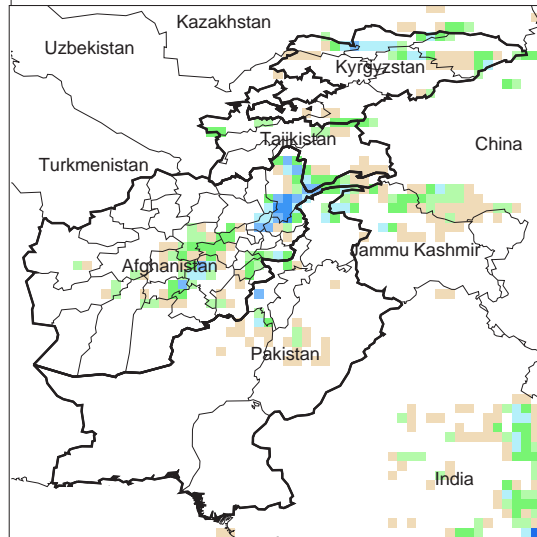 Kazakhstan
Uzbekistan
Kyrgyzstan
Tajikistan
China
Turkmenistan
Jammu Kashmir
Afghanistan
Pakistan
India